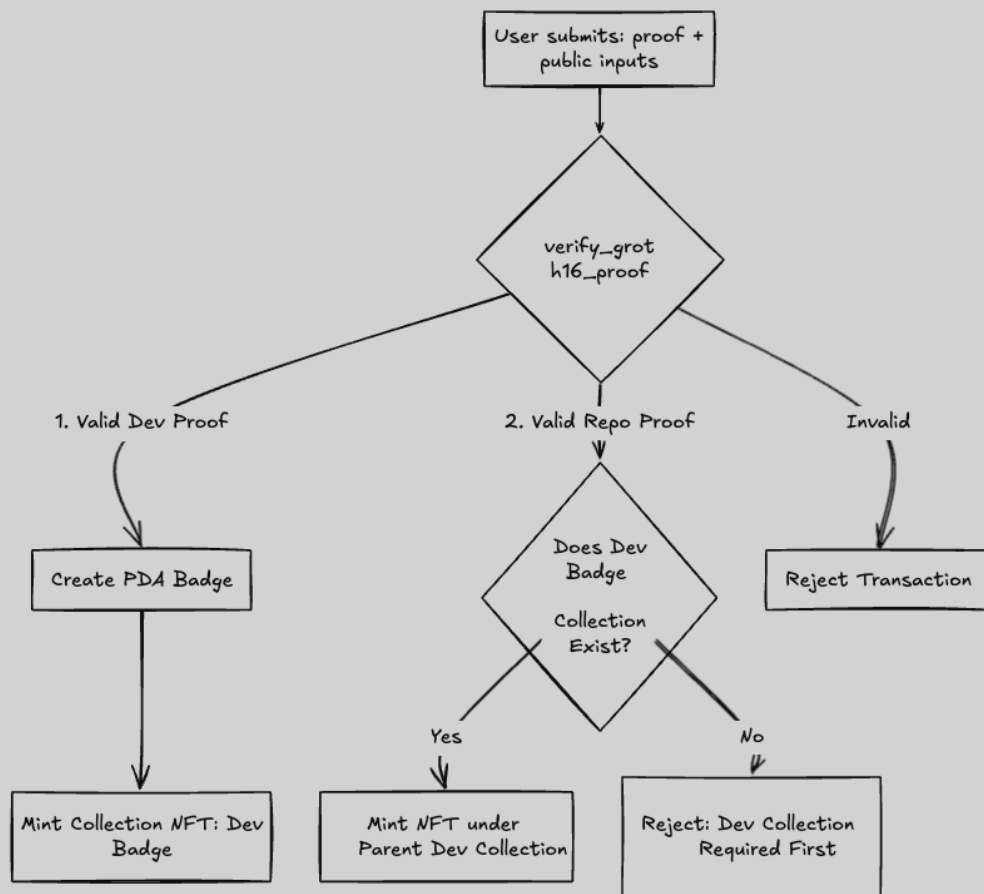 User submits: proof +
public inputs
verify_grot
h16_proof
1. Valid Dev Proof
2. Valid Repo Proof
Invalid
Create PDA Badge
Does Dev
Badge
Collection
Exist?
Reject Transaction
Yes
No
Mint Collection NFT: Dev
Badge
Mint NFT under
Parent Dev Collection
Reject: Dev Collection
Required First